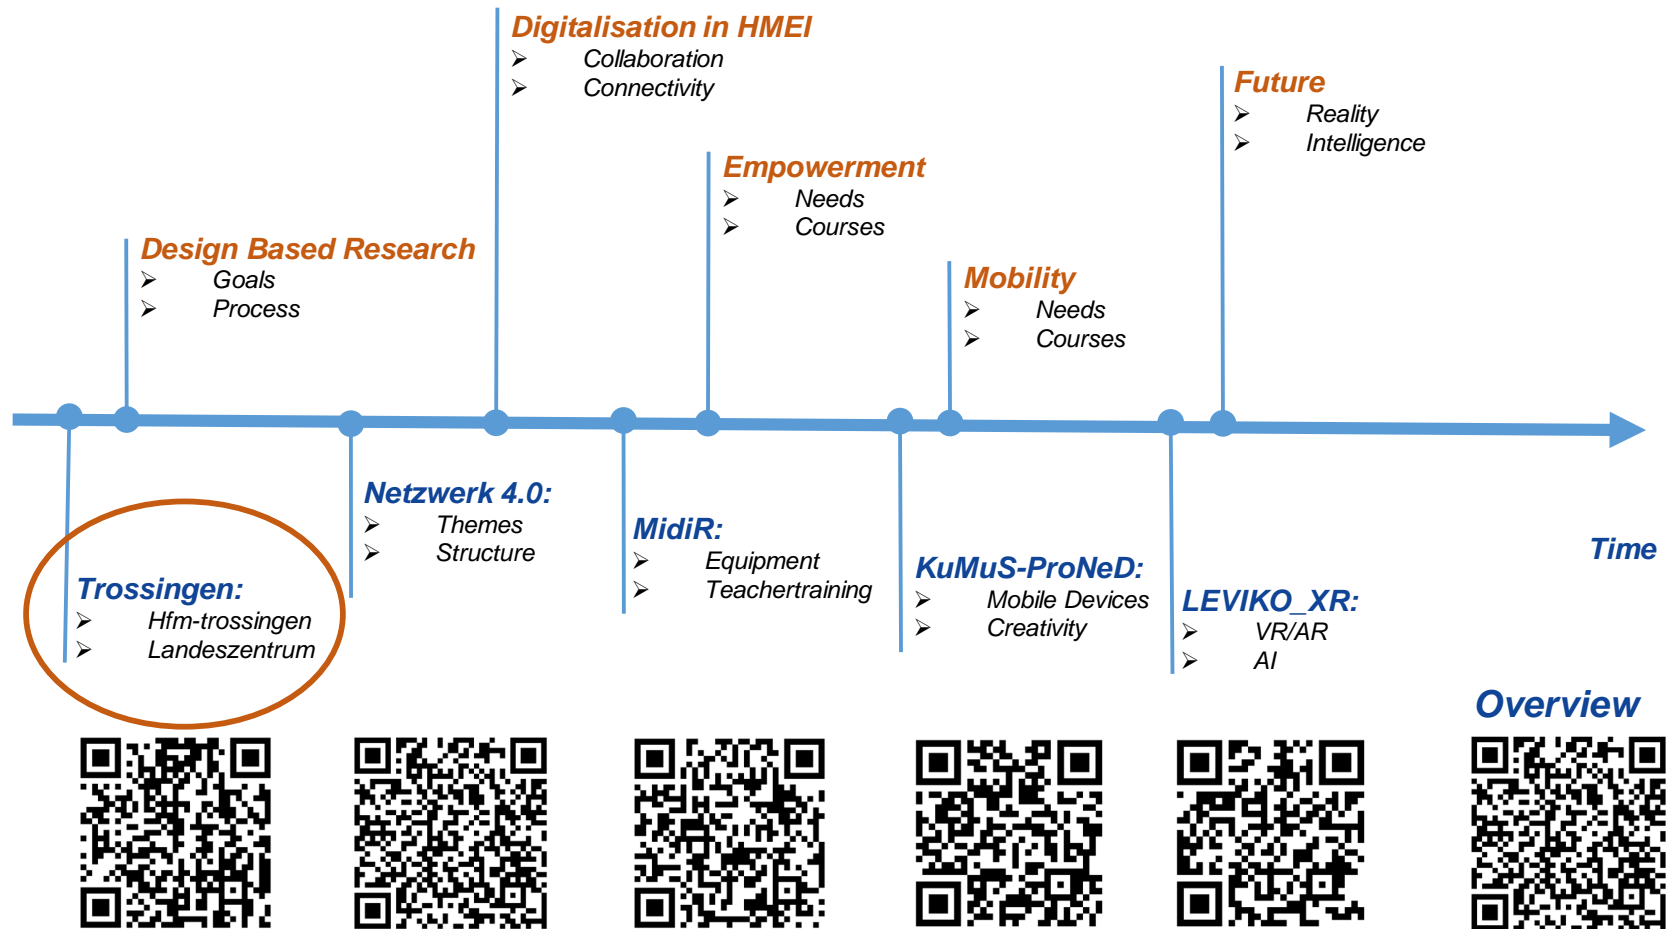 Digitalisation in HMEI
➢ Collaboration
➢ Connectivity
Future
➢ Reality
➢ Intelligence
Empowerment
➢ Needs
➢ Courses
Design Based Research
➢ Goals
➢ Process
Mobility
➢ Needs
➢ Courses
Netzwerk 4.0:
➢ Themes
➢ Structure
MidiR:
➢ Equipment
➢ Teachertraining
Time
KuMuS-ProNeD:
➢ Mobile Devices
➢ Creativity
Trossingen:
➢ Hfm-trossingen
➢ Landeszentrum
LEVIKO_XR:
➢ VR/AR
➢ AI
Overview